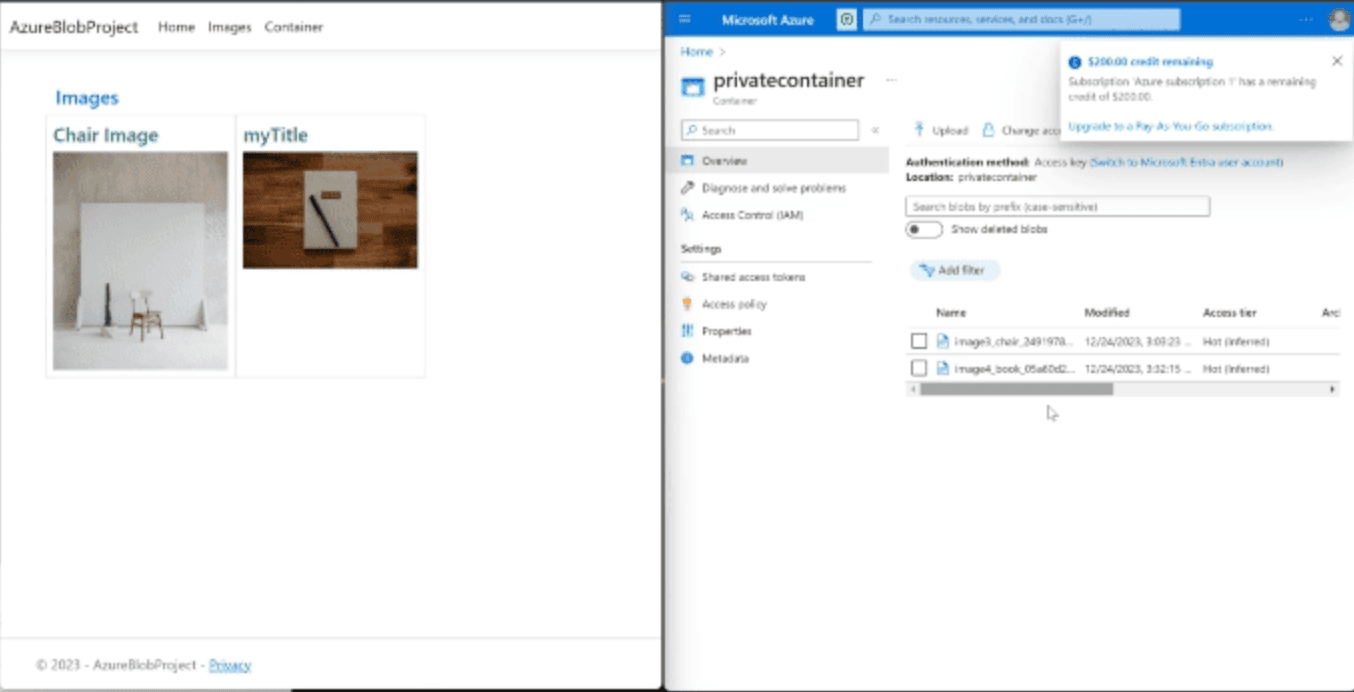 AzureBlobProject Home Images Container
Images
Chair Image
myTitle
© 2023 - AzureBlobProject - Privacy
Microsoft Azure
Search resources, services, and docs (G+/)
Home >
privatecontainer
Container
$200.00 credit remaining
Subscription 'Azure subscription 1' has a remaining
credit of $200.00.
Upgrade to a Pay-As-You-Go subscription.
Search
Overview
Diagnose and solve problems
Access Control (IAM)
Settings
Shared access tokens
Access policy
Properties
Metadata
Upload Change acc
Authentication method: Access key (Switch to Microsoft Entra user account)
Location: privatecontainer
Search blobs by prefix (case-sensitive)
Show deleted blobs
Add filter
Name Modified Access tier Arc
image3_chair_2491978... 12/24/2023, 3:03:23 ... Hot (Inferred)
image4_book_05a60d2... 12/24/2023, 3:32:15 ... Hot (Inferred)